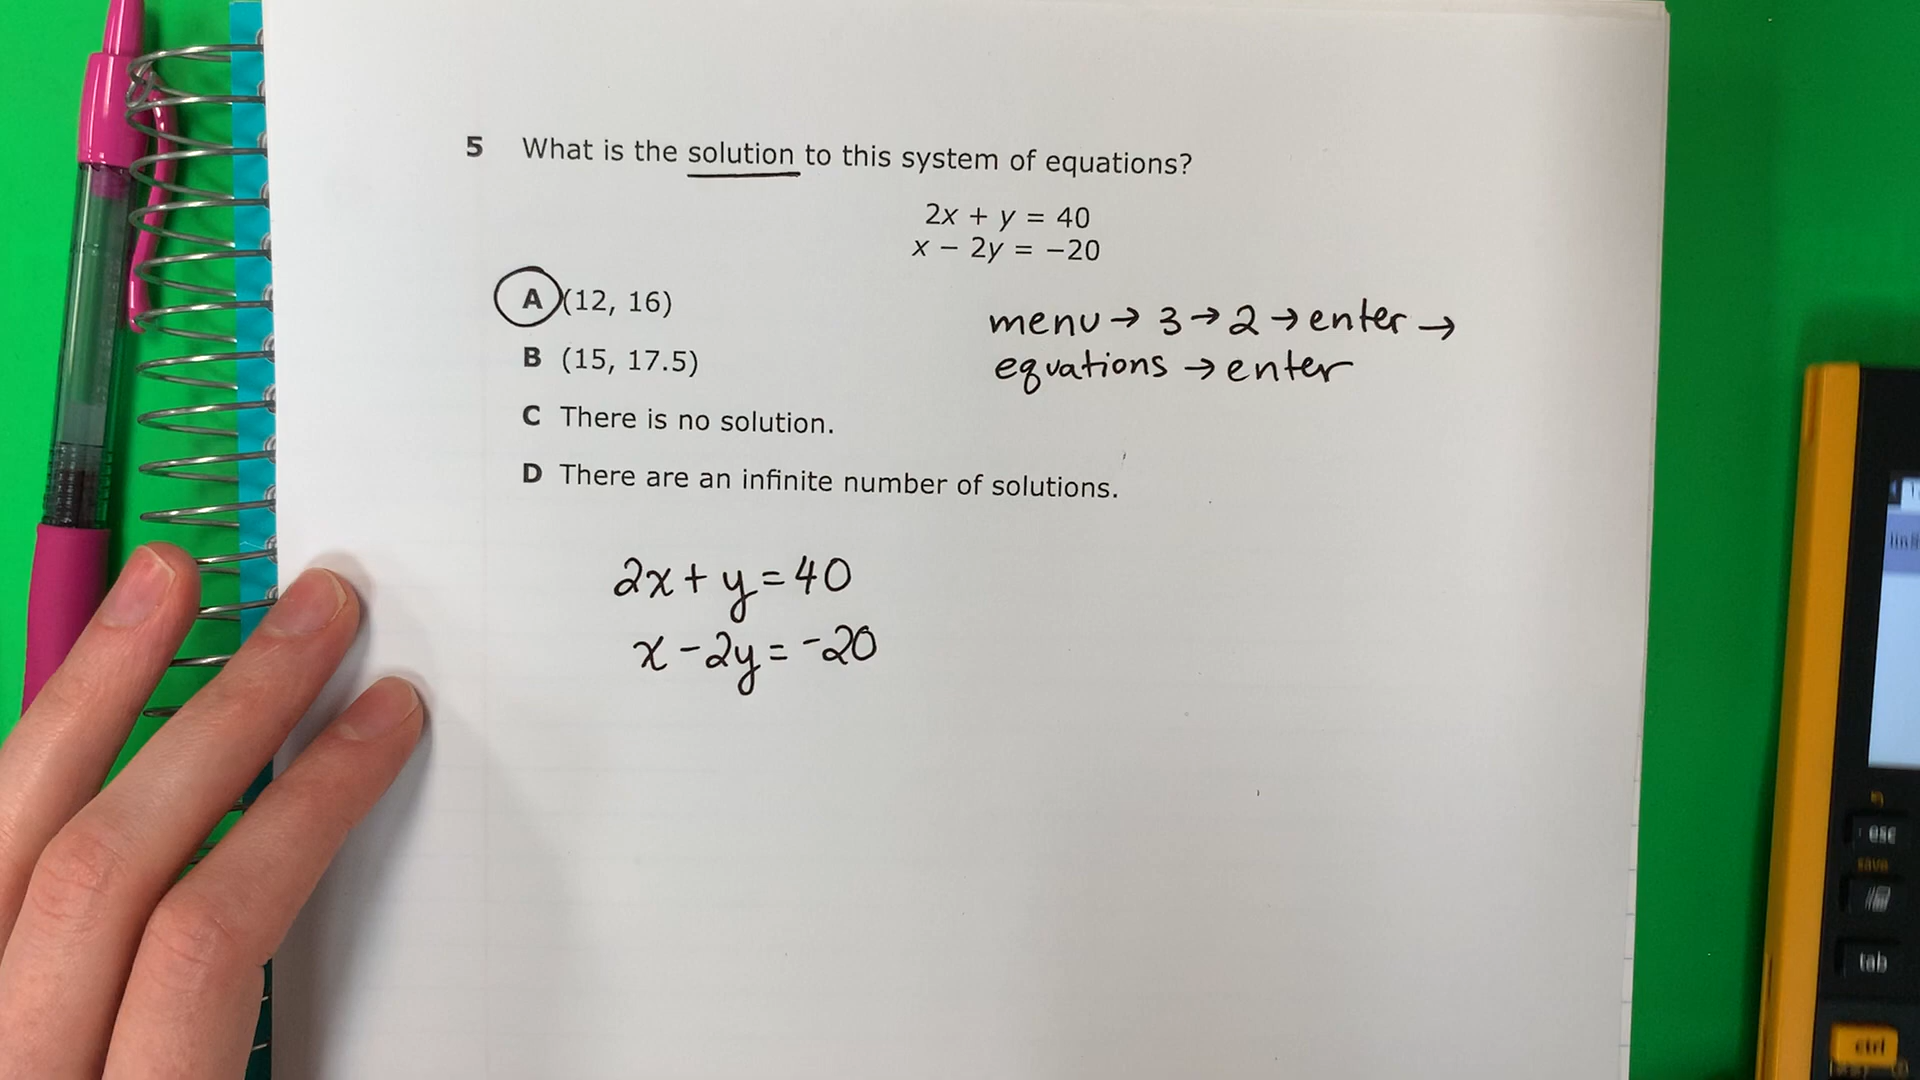 5 What is the solution to this system of equations?
2x + y = 40
x − 2y = −20
A (12, 16)
B (15, 17.5)
C There is no solution.
D There are an infinite number of solutions.
menu → 3 → 2 → enter →
equations → enter
2x + y = 40
x - 2y = -20
esc
save
tab
ctrl